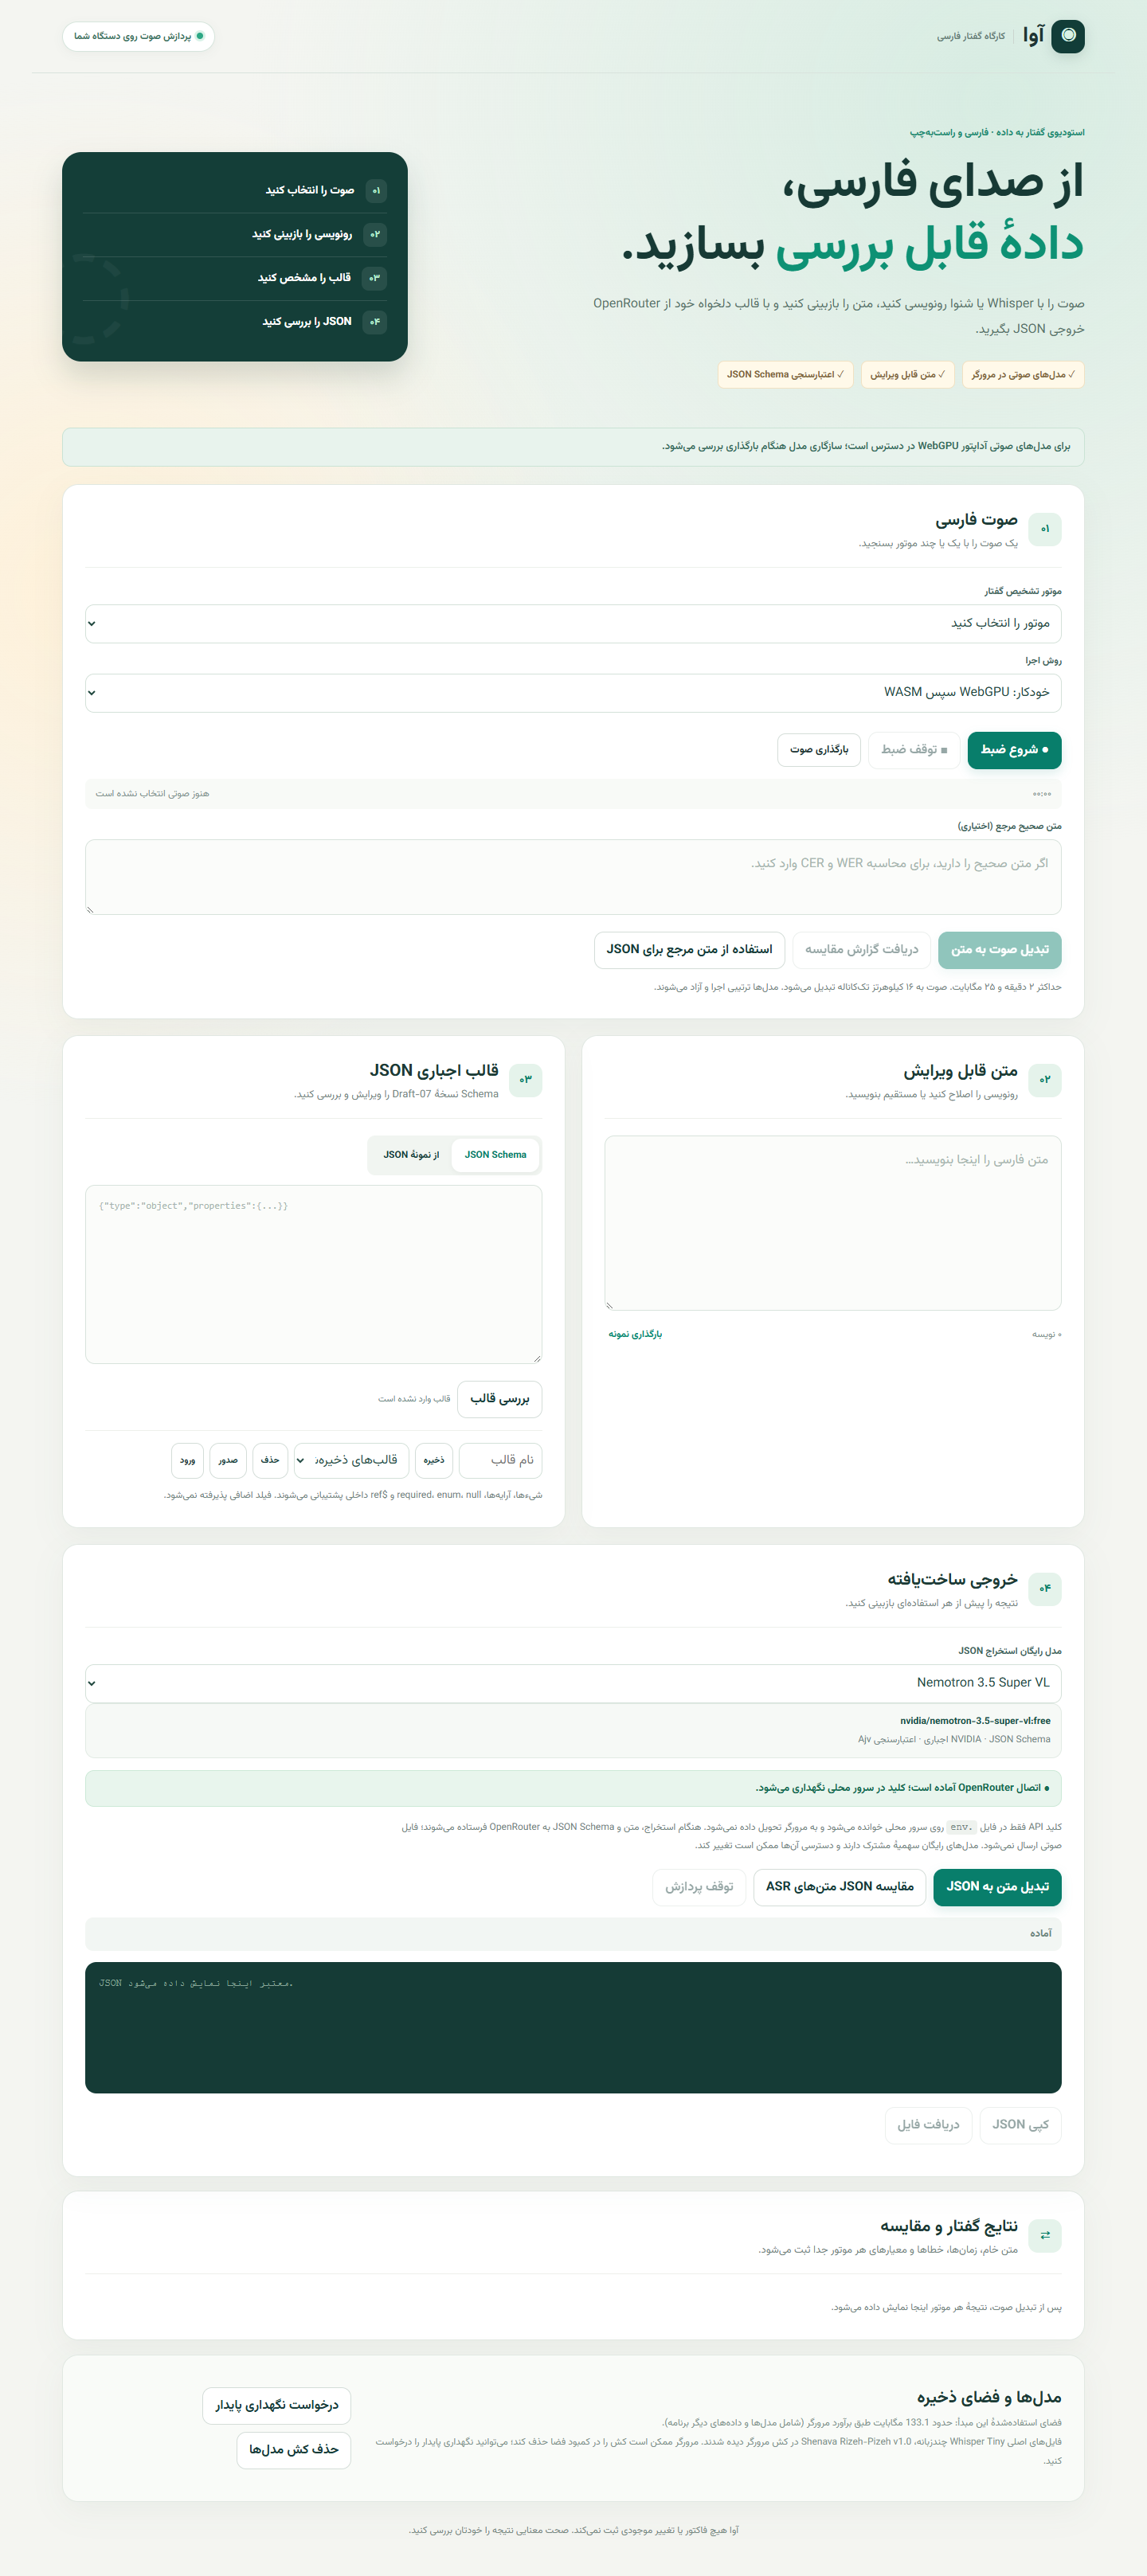 آوا
کارگاه گفتار فارسی
پردازش صوت روی دستگاه شما
استودیوی گفتار به داده · فارسی و راست‌به‌چپ
از صدای فارسی،
دادهٔ قابل بررسی بسازید.
صوت را با Whisper یا شنوا رونویسی کنید، متن را بازبینی کنید و با قالب دلخواه خود از OpenRouter
خروجی JSON بگیرید.
✓ مدل‌های صوتی در مرورگر
✓ متن قابل ویرایش
✓ اعتبارسنجی JSON Schema
۰۱ صوت را انتخاب کنید
۰۲ رونویسی را بازبینی کنید
۰۳ قالب را مشخص کنید
۰۴ JSON را بررسی کنید
برای مدل‌های صوتی آداپتور WebGPU در دسترس است؛ سازگاری مدل هنگام بارگذاری بررسی می‌شود.
۰۱
صوت فارسی
یک صوت را با یک یا چند موتور بسنجید.
موتور تشخیص گفتار
موتور را انتخاب کنید
روش اجرا
خودکار: WebGPU سپس WASM
● شروع ضبط
■ توقف ضبط
بارگذاری صوت
۰۰:۰۰
هنوز صوتی انتخاب نشده است
متن صحیح مرجع (اختیاری)
اگر متن صحیح را دارید، برای محاسبه WER و CER وارد کنید.
تبدیل صوت به متن
دریافت گزارش مقایسه
استفاده از متن مرجع برای JSON
حداکثر ۲ دقیقه و ۲۵ مگابایت. صوت به ۱۶ کیلوهرتز تک‌کاناله تبدیل می‌شود. مدل‌ها ترتیبی اجرا و آزاد می‌شوند.
۰۲
متن قابل ویرایش
رونویسی را اصلاح کنید یا مستقیم بنویسید.
متن فارسی را اینجا بنویسید...
۰ نویسه
بارگذاری نمونه
۰۳
قالب اجباری JSON
Schema نسخهٔ Draft-07 را ویرایش و بررسی کنید.
JSON Schema
از نمونهٔ JSON
{"type":"object","properties":{...}}
بررسی قالب
قالب وارد نشده است
نام قالب
ذخیره
قالب‌های ذخیره‌
حذف
صدور
ورود
شیءها، آرایه‌ها، required، enum، null و $ref داخلی پشتیبانی می‌شوند. فیلد اضافی پذیرفته نمی‌شود.
۰۴
خروجی ساخت‌یافته
نتیجه را پیش از هر استفاده‌ای بازبینی کنید.
مدل رایگان استخراج JSON
Nemotron 3.5 Super VL
nvidia/nemotron-3.5-super-vl:free
NVIDIA · JSON Schema اجباری · اعتبارسنجی Ajv
● اتصال OpenRouter آماده است؛ کلید در سرور محلی نگهداری می‌شود.
کلید API فقط در فایل .env روی سرور محلی خوانده می‌شود و به مرورگر تحویل داده نمی‌شود. هنگام استخراج، متن و JSON Schema به OpenRouter فرستاده می‌شوند؛ فایل
صوتی ارسال نمی‌شود. مدل‌های رایگان سهمیهٔ مشترک دارند و دسترسی آن‌ها ممکن است تغییر کند.
تبدیل متن به JSON
مقایسه JSON متن‌های ASR
توقف پردازش
آماده
JSON معتبر اینجا نمایش داده می‌شود.
کپی JSON
دریافت فایل
⇄
نتایج گفتار و مقایسه
متن خام، زمان‌ها، خطاها و معیارهای هر موتور جدا ثبت می‌شود.
پس از تبدیل صوت، نتیجهٔ هر موتور اینجا نمایش داده می‌شود.
مدل‌ها و فضای ذخیره
فضای استفاده‌شدهٔ این مبدأ: حدود 133.1 مگابایت طبق برآورد مرورگر (شامل مدل‌ها و داده‌های دیگر برنامه).
فایل‌های اصلی Whisper Tiny چندزبانه، Shenava Rizeh-Pizeh v1.0 در کش مرورگر دیده شدند. مرورگر ممکن است کش را در کمبود فضا حذف کند؛ می‌توانید نگهداری پایدار را درخواست
کنید.
درخواست نگهداری پایدار
حذف کش مدل‌ها
آوا هیچ فاکتور یا تغییر موجودی ثبت نمی‌کند. صحت معنایی نتیجه را خودتان بررسی کنید.